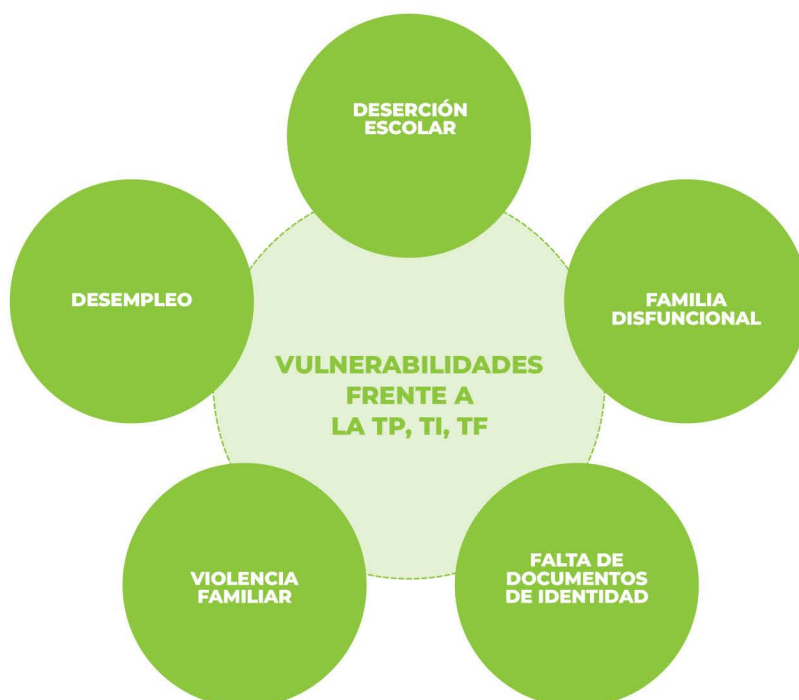 DESERCIÓN
ESCOLAR
DESEMPLEO
FAMILIA
DISFUNCIONAL
VULNERABILIDADES
FRENTE A
LA TP, TI, TF
VIOLENCIA
FAMILIAR
FALTA DE
DOCUMENTOS
DE IDENTIDAD